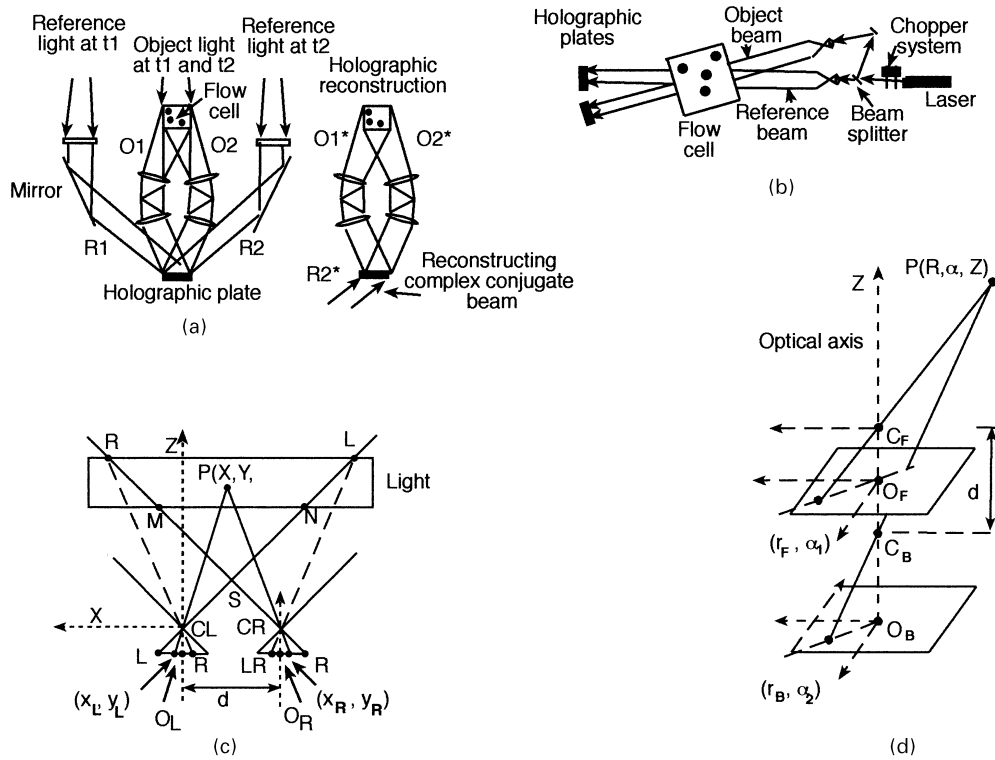 Reference
light at t1
Object light
at t1 and t2
Reference
light at t2
Flow
cell
O1
O2
Mirror
R1
R2
Holographic plate
Holographic
reconstruction
O1*
O2*
R2*
Reconstructing
complex conjugate
beam
(a)
Holographic
plates
Object
beam
Chopper
system
Laser
Beam
splitter
Reference
beam
Flow
cell
(b)
R
Z
L
P(X,Y,
Light
M
N
S
X
CL
CR
L
R
LR
R
(xL, yL)
OL
d
OR
(xR, yR)
(c)
P(R,α, Z)
Z
Optical axis
CF
OF
d
(rF, α1)
CB
OB
(rB, α2)
(d)